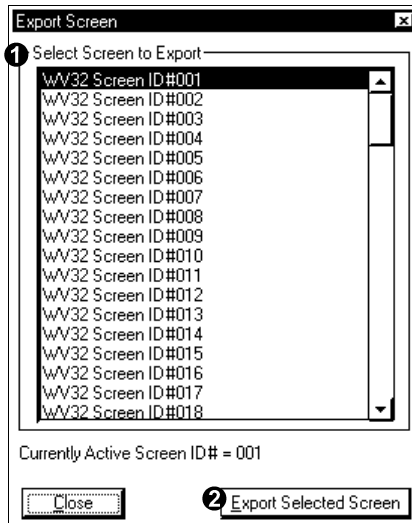 Export Screen
1 Select Screen to Export
WV32 Screen ID#001
WV32 Screen ID#002
WV32 Screen ID#003
WV32 Screen ID#004
WV32 Screen ID#005
WV32 Screen ID#006
WV32 Screen ID#007
WV32 Screen ID#008
WV32 Screen ID#009
WV32 Screen ID#010
WV32 Screen ID#011
WV32 Screen ID#012
WV32 Screen ID#013
WV32 Screen ID#014
WV32 Screen ID#015
WV32 Screen ID#016
WV32 Screen ID#017
WV32 Screen ID#018
Currently Active Screen ID# = 001
Close
2 Export Selected Screen